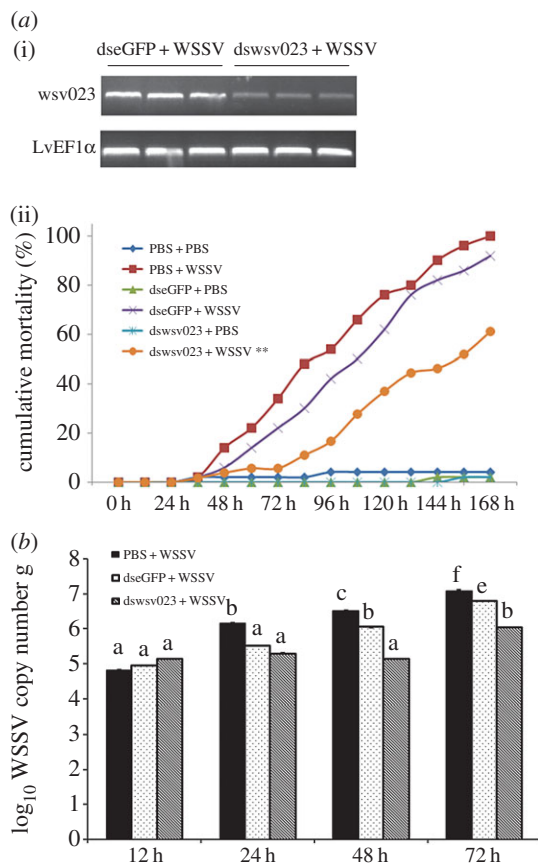 (a)
(i)
dseGFP + WSSV dswsv023 + WSSV
wsv023
LvEF1α
(ii)
100
80
60
40
20
0
cumulative mortality (%)
PBS + PBS
PBS + WSSV
dseGFP + PBS
dseGFP + WSSV
dswsv023 + PBS
dswsv023 + WSSV **
0 h 24 h 48 h 72 h 96 h 120 h 144 h 168 h
(b)
8
7
6
5
4
3
2
1
0
log10 WSSV copy number g
PBS + WSSV
dseGFP + WSSV
dswsv023 + WSSV
a a a
b a a
c b a
f e b
12 h 24 h 48 h 72 h